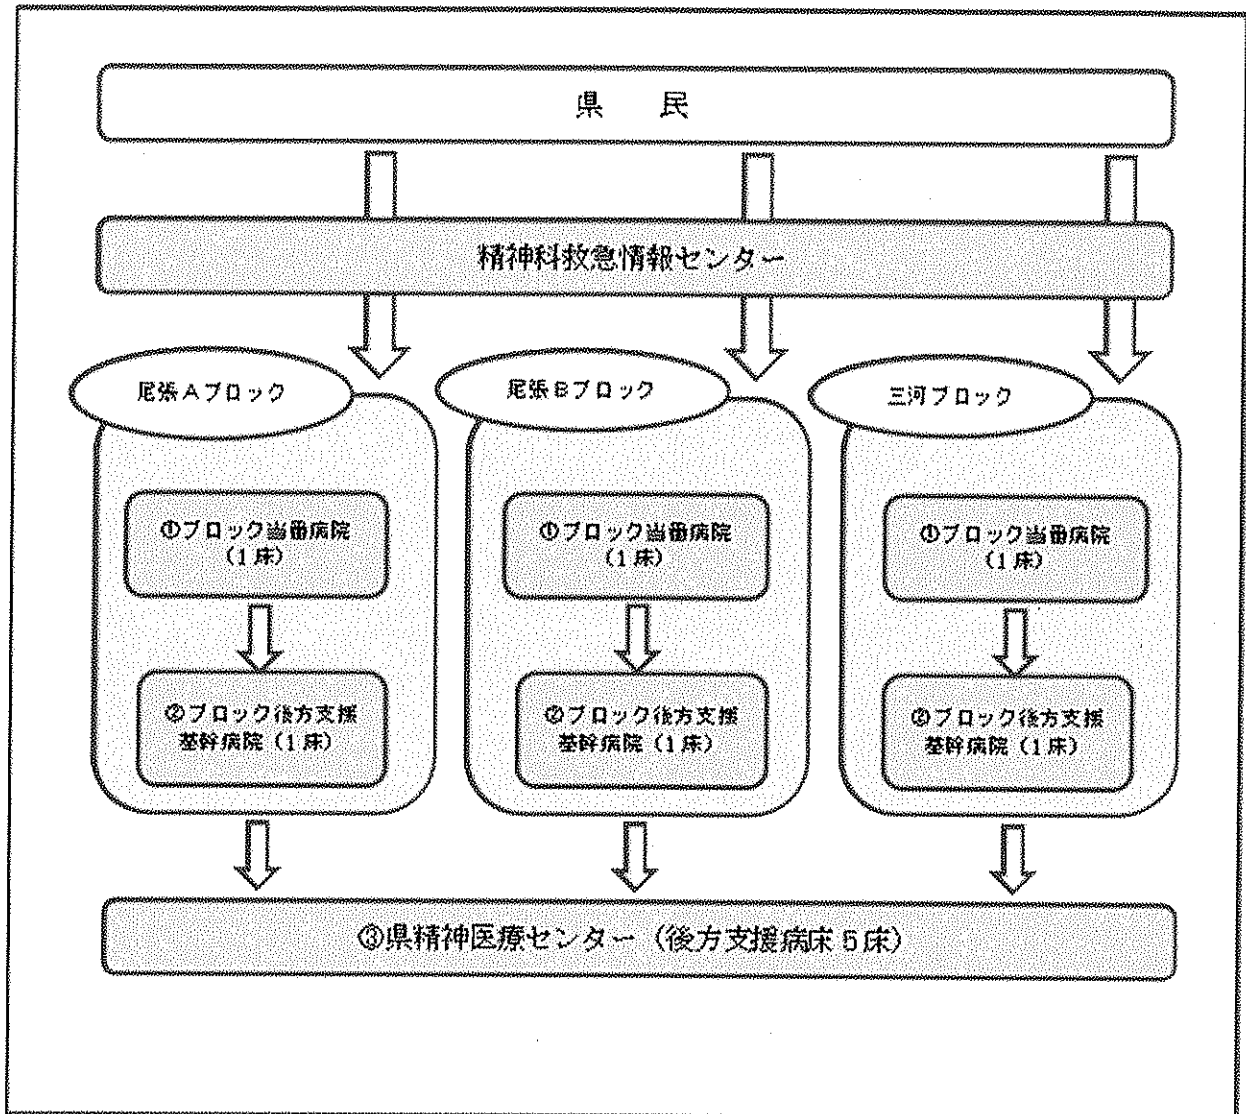 県　民
精神科救急情報センター
尾張Aブロック
尾張Bブロック
三河ブロック
①ブロック当番病院
(1床)
①ブロック当番病院
(1床)
①ブロック当番病院
(1床)
②ブロック後方支援
基幹病院(1床)
②ブロック後方支援
基幹病院(1床)
②ブロック後方支援
基幹病院(1床)
③県精神医療センター(後方支援病床5床)